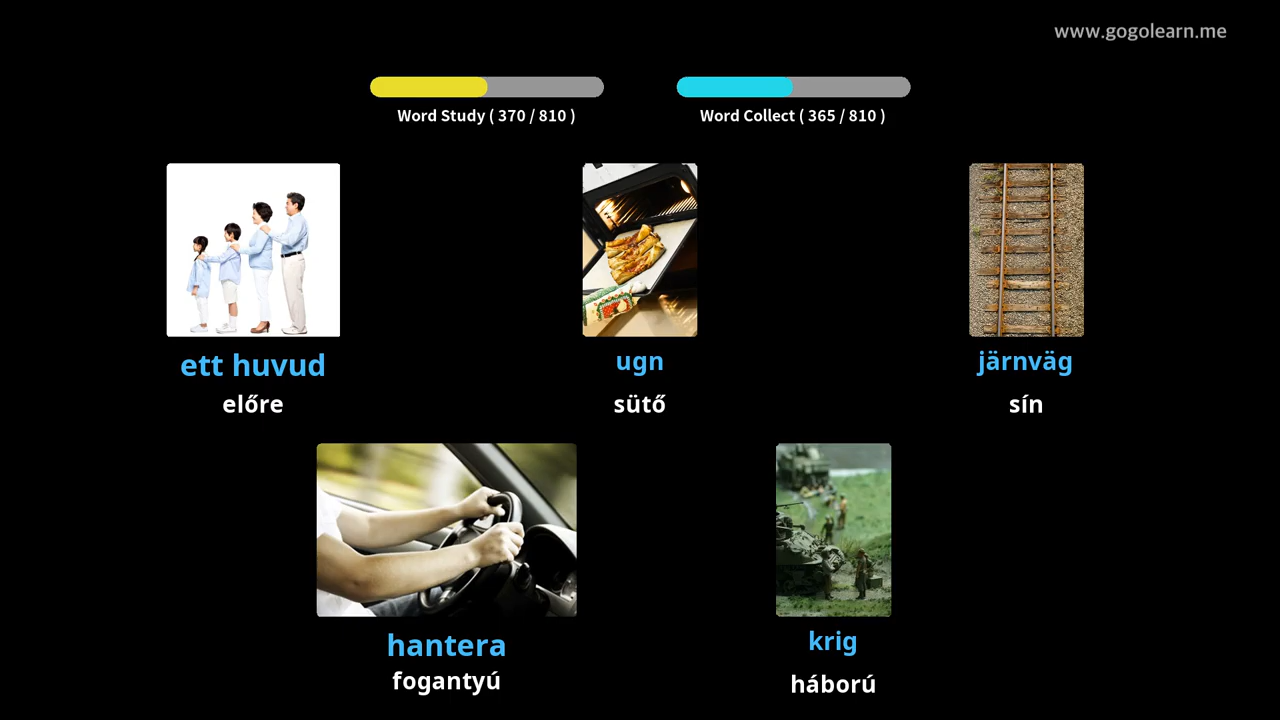 www.gogolearn.me
Word Study ( 370 / 810 )
Word Collect ( 365 / 810 )
ett huvud
előre
ugn
sütő
järnväg
sín
hantera
fogantyú
krig
háború